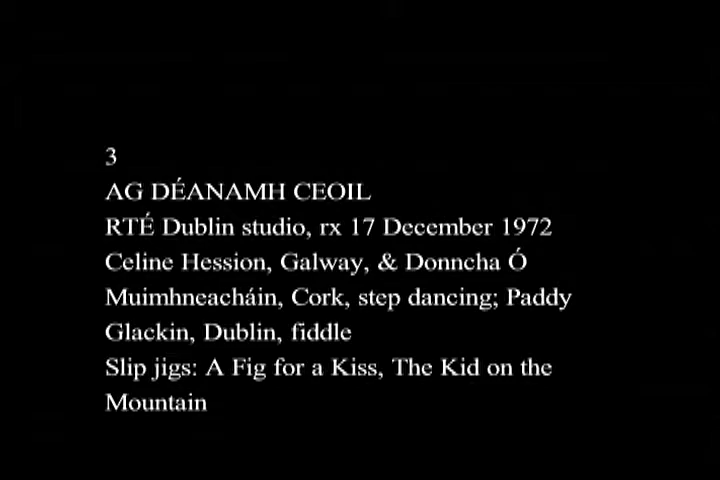 3
AG DÉANAMH CEOIL
RTÉ Dublin studio, rx 17 December 1972
Celine Hession, Galway, & Donncha Ó
Muimhneacháin, Cork, step dancing; Paddy
Glackin, Dublin, fiddle
Slip jigs: A Fig for a Kiss, The Kid on the
Mountain